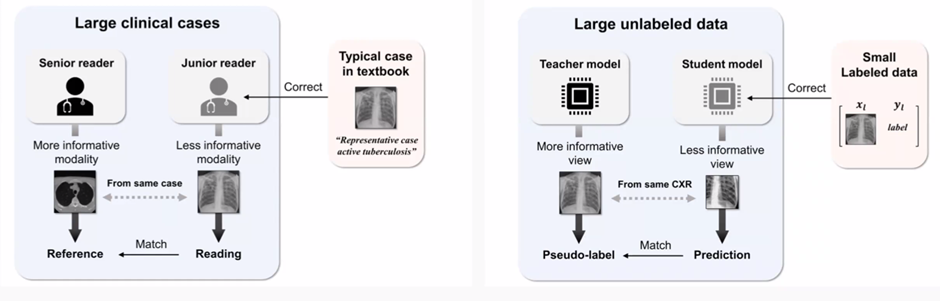 Large clinical cases
Senior reader
Junior reader
More informative
modality
Less informative
modality
From same case
Reference
Match
Reading
Correct
Typical case
in textbook
“Representative case
active tuberculosis”
Large unlabeled data
Teacher model
Student model
More informative
view
Less informative
view
From same CXR
Pseudo-label
Match
Prediction
Correct
Small
Labeled data
xl yl
label